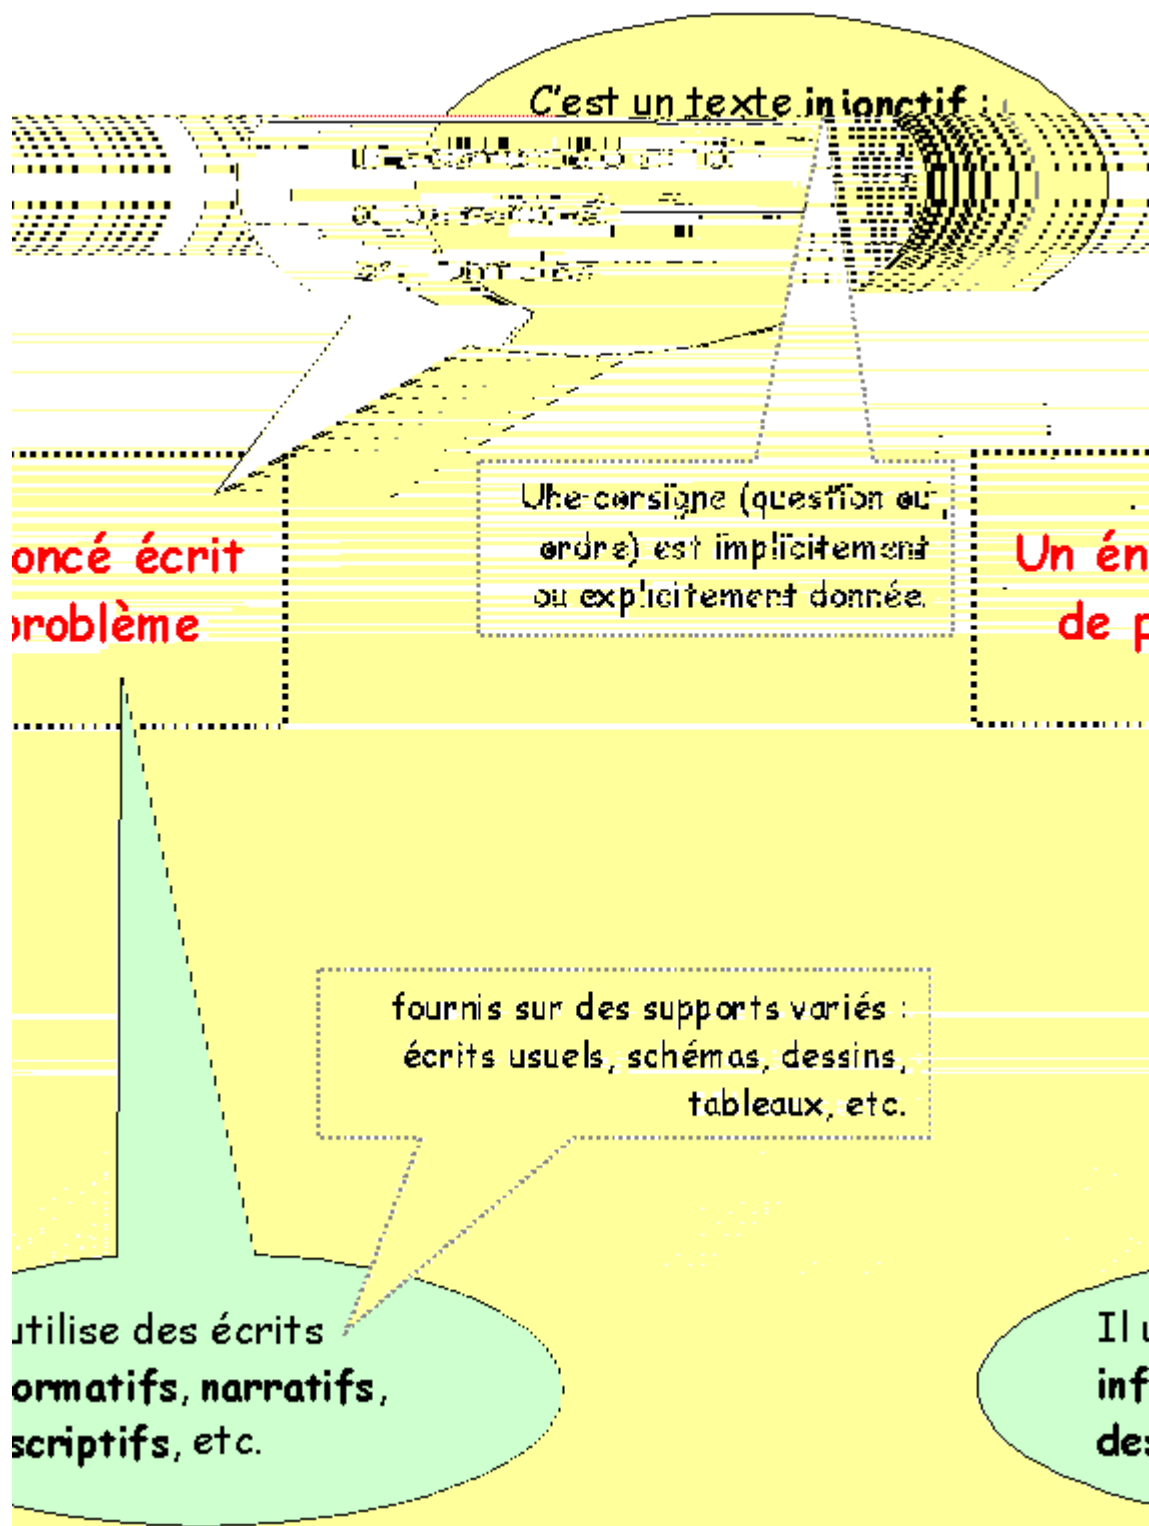 C'est un texte injonctif :
Une consigne (question ou
ordre) est implicitement
ou explicitement donnée.
oncé écrit
problème
Un én
de p
fournis sur des supports variés :
écrits usuels, schémas, dessins,
tableaux, etc.
utilise des écrits
ormatifs, narratifs,
scriptifs, etc.
Il u
inf
des